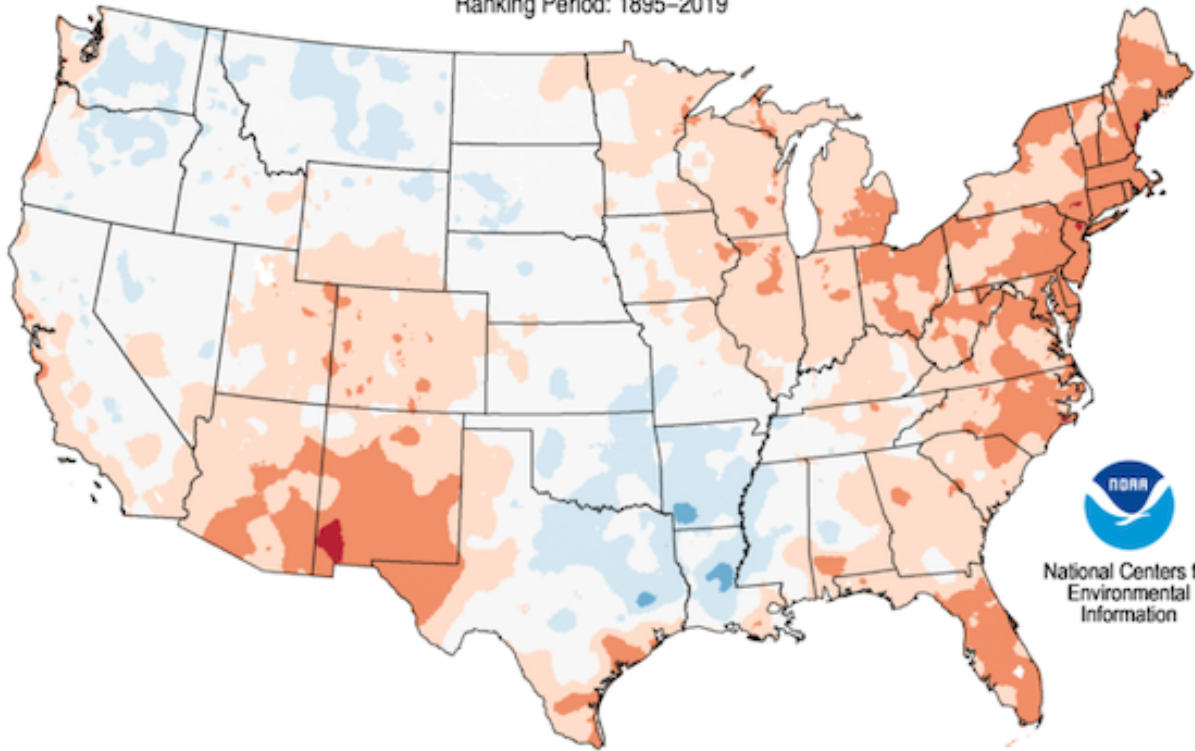 Ranking Period: 1895–2019
NOAA
National Centers f
Environmental
Information